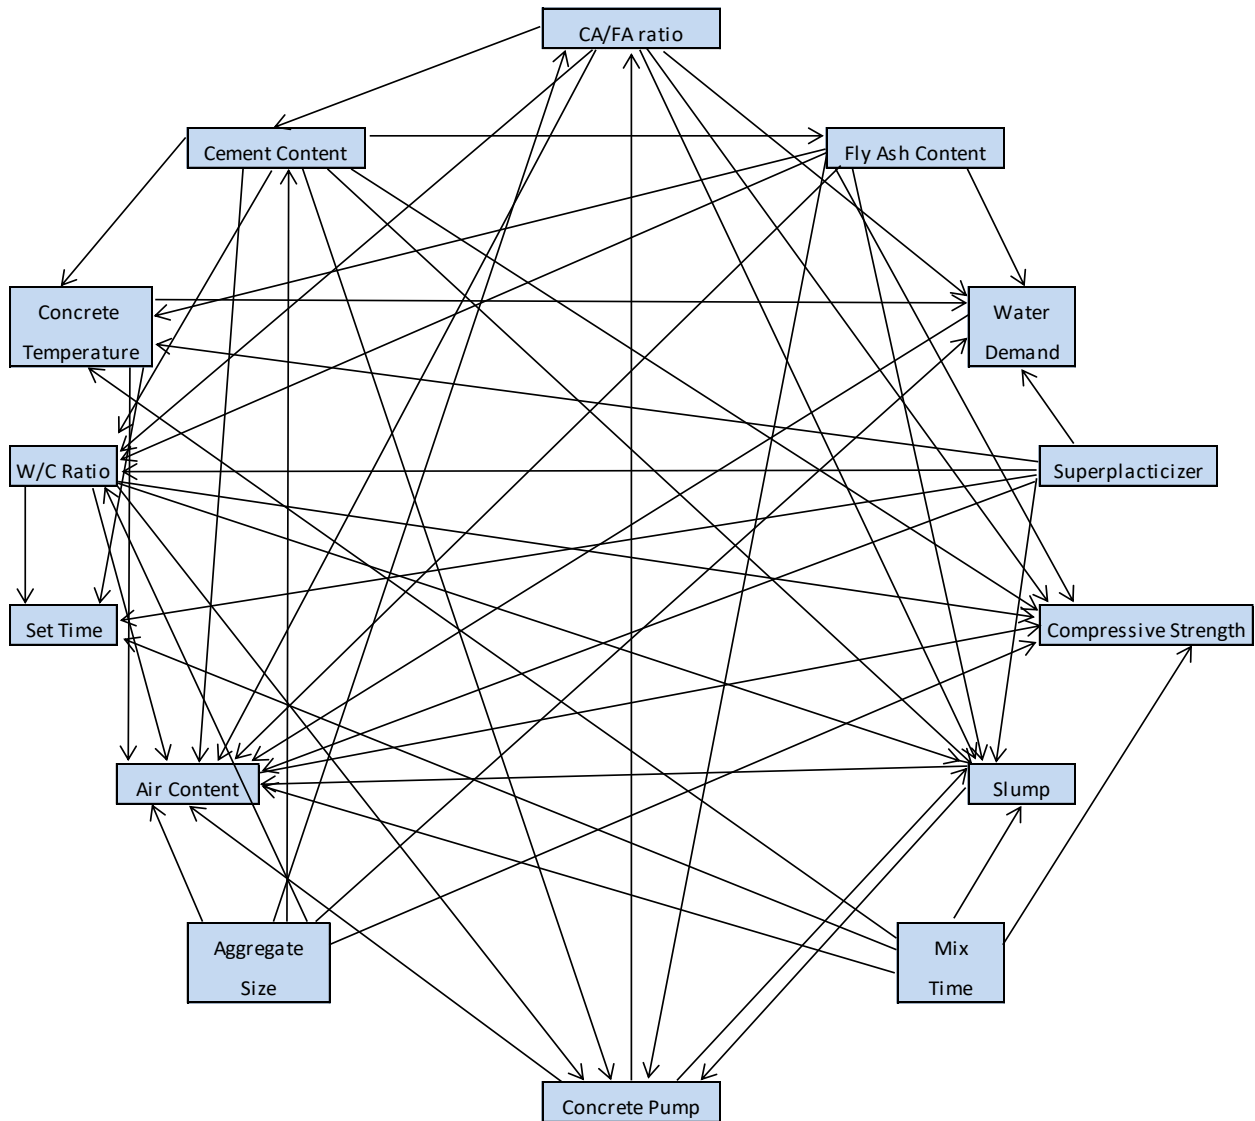 CA/FA ratio
Cement Content
Fly Ash Content
Concrete
Temperature
Water
Demand
W/C Ratio
Superplacticizer
Set Time
Compressive Strength
Air Content
Slump
Aggregate
Size
Mix
Time
Concrete Pump